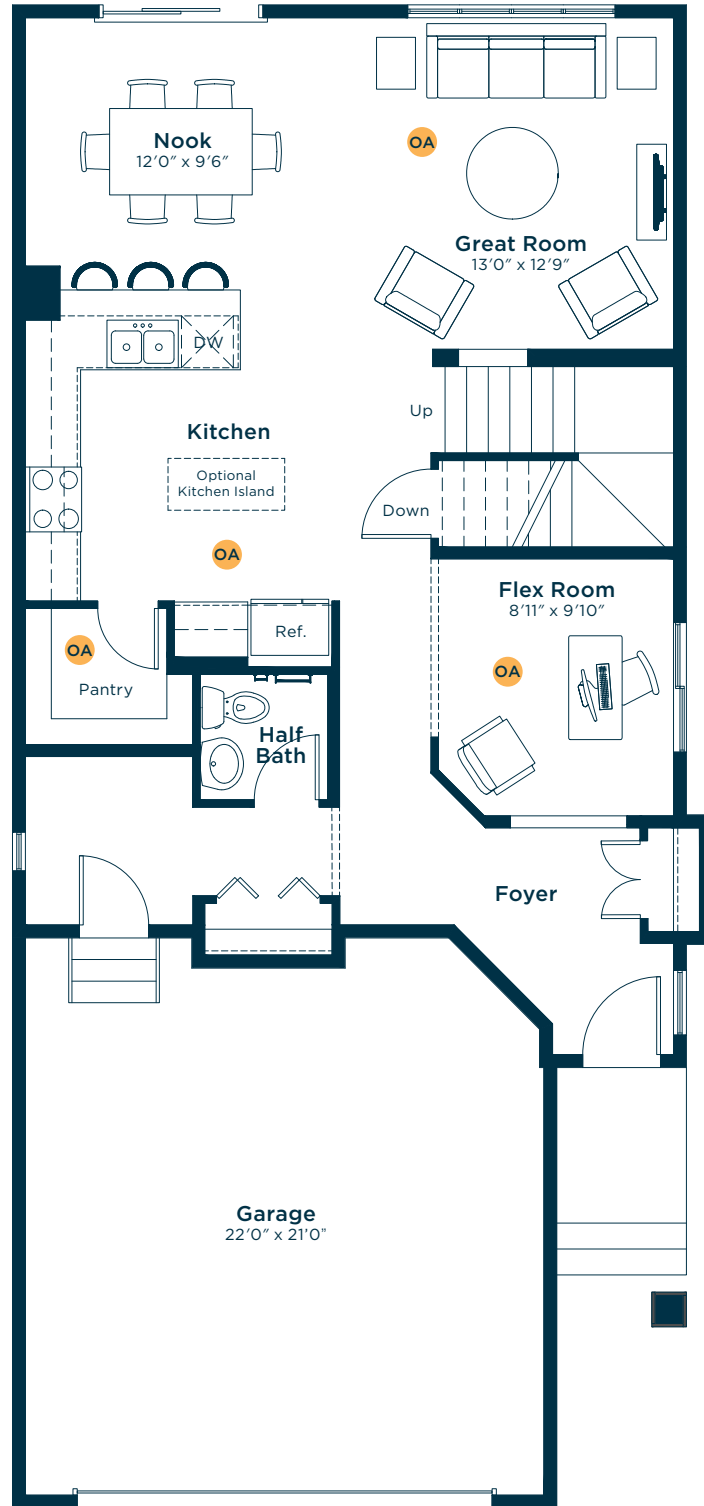 Nook
12′0″ x 9′6″
OA
Great Room
13′0″ x 12′9″
DW
Up
Kitchen
Optional
Kitchen Island
Down
OA
Flex Room
8′11″ x 9′10″
Ref.
OA
OA
Pantry
Half
Bath
Foyer
Garage
22′0″ x 21′0”